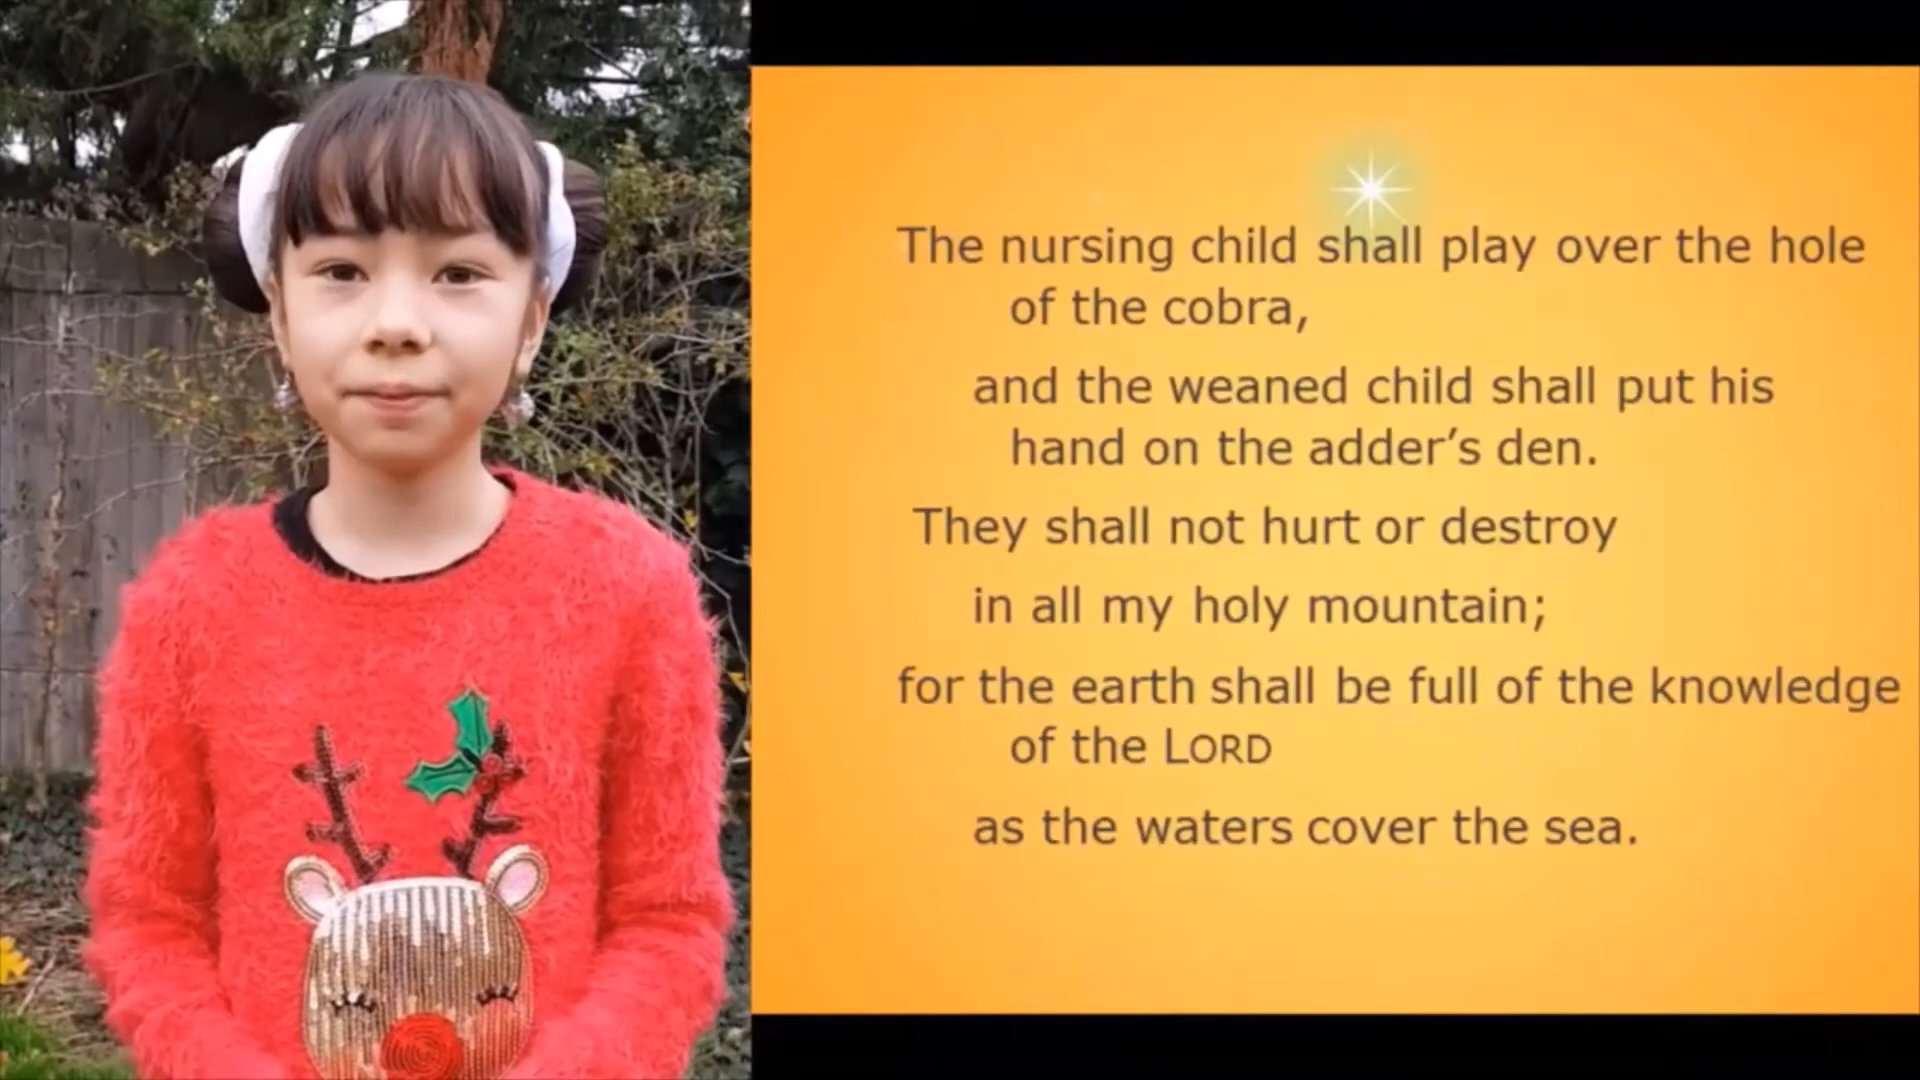 The nursing child shall play over the hole
of the cobra,
and the weaned child shall put his
hand on the adder’s den.
They shall not hurt or destroy
in all my holy mountain;
for the earth shall be full of the knowledge
of the LORD
as the waters cover the sea.